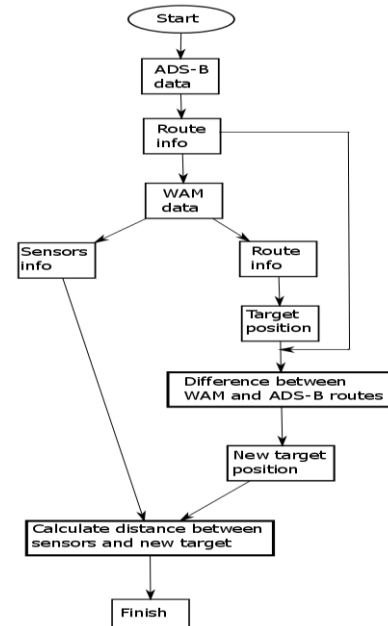 Start
ADS-B
data
Route
info
WAM
data
Sensors
info
Route
info
Target
position
Difference between
WAM and ADS-B routes
New target
position
Calculate distance between
sensors and new target
Finish